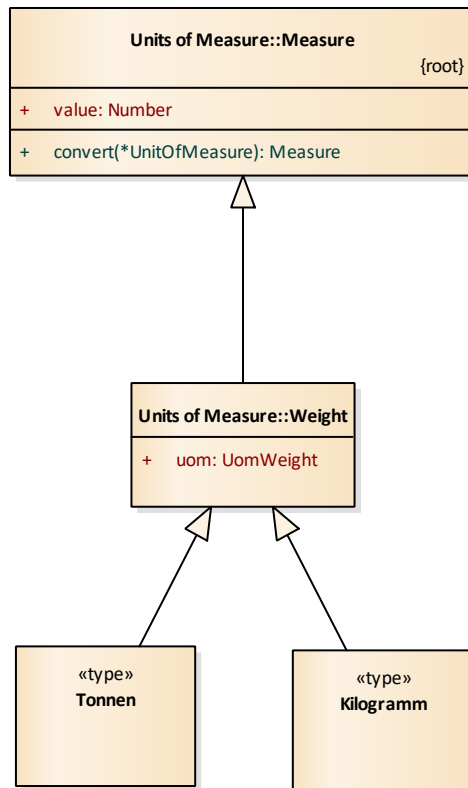 Units of Measure::Measure
{root}
+ value: Number
+ convert(*UnitOfMeasure): Measure
Units of Measure::Weight
+ uom: UomWeight
«type»
Tonnen
«type»
Kilogramm